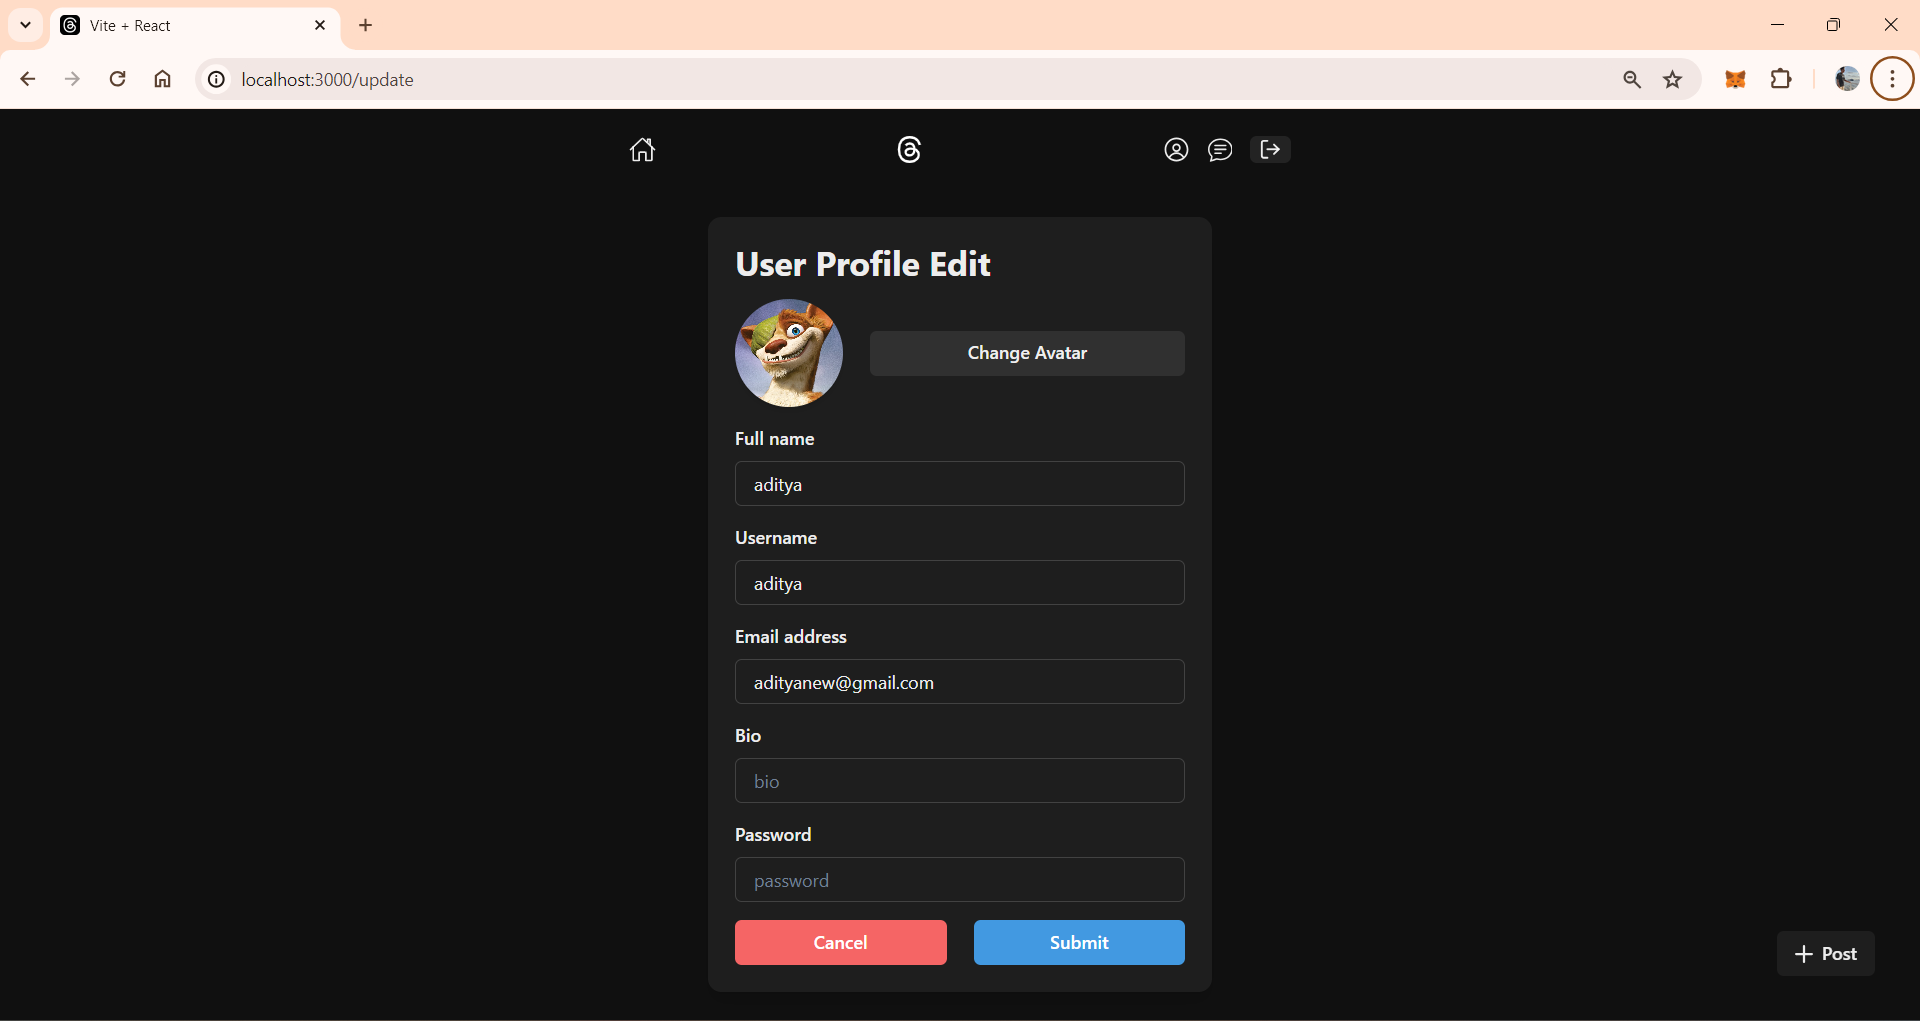 Vite + React
localhost:3000/update
User Profile Edit
Change Avatar
Full name
aditya
Username
aditya
Email address
adityanew@gmail.com
Bio
bio
Password
password
Cancel Submit
Post